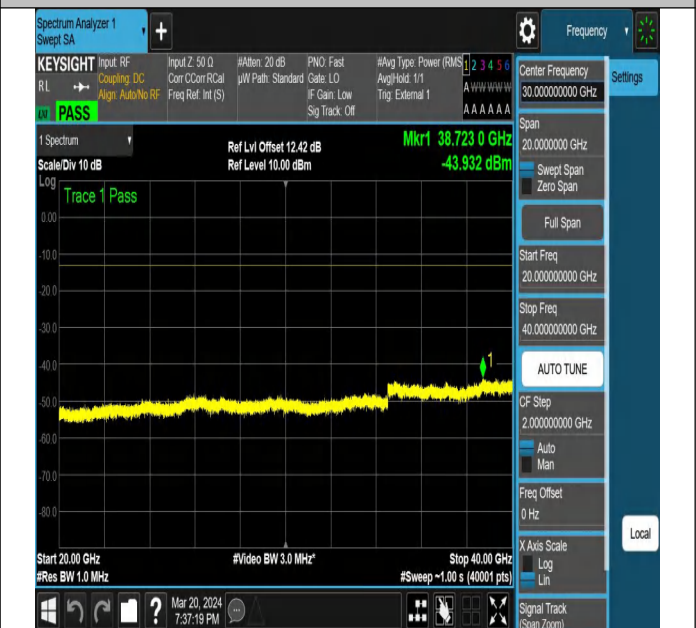 Spectrum Analyzer 1
Swept SA
+
Frequency
KEYSIGHT
RL
PASS
Input: RF
Coupling: DC
Align: Auto/No RF
Input Z: 50 Ω
Corr CCorr RCal
Freq Ref: Int (S)
#Atten: 20 dB
µW Path: Standard
PNO: Fast
Gate: LO
IF Gain: Low
Sig Track: Off
#Avg Type: Power (RMS
Avg|Hold: 1/1
Trig: External 1
1 2 3 4 5 6
A W W W W W
A A A A A A
1 Spectrum
Scale/Div 10 dB
Log
Ref Lvl Offset 12.42 dB
Ref Level 10.00 dBm
Mkr1 38.723 0 GHz
-43.932 dBm
Trace 1 Pass
0.00
-10.0
-20.0
-30.0
-40.0
-50.0
-60.0
-70.0
-80.0
1
Start 20.00 GHz
#Res BW 1.0 MHz
#Video BW 3.0 MHz*
Stop 40.00 GHz
#Sweep ~1.00 s (40001 pts)
Mar 20, 2024
7:37:19 PM
?
Center Frequency
30.000000000 GHz
Settings
Span
20.0000000 GHz
Swept Span
Zero Span
Full Span
Start Freq
20.000000000 GHz
Stop Freq
40.000000000 GHz
AUTO TUNE
CF Step
2.000000000 GHz
Auto
Man
Freq Offset
0 Hz
X Axis Scale
Log
Lin
Local
Signal Track
(Span Zoom)